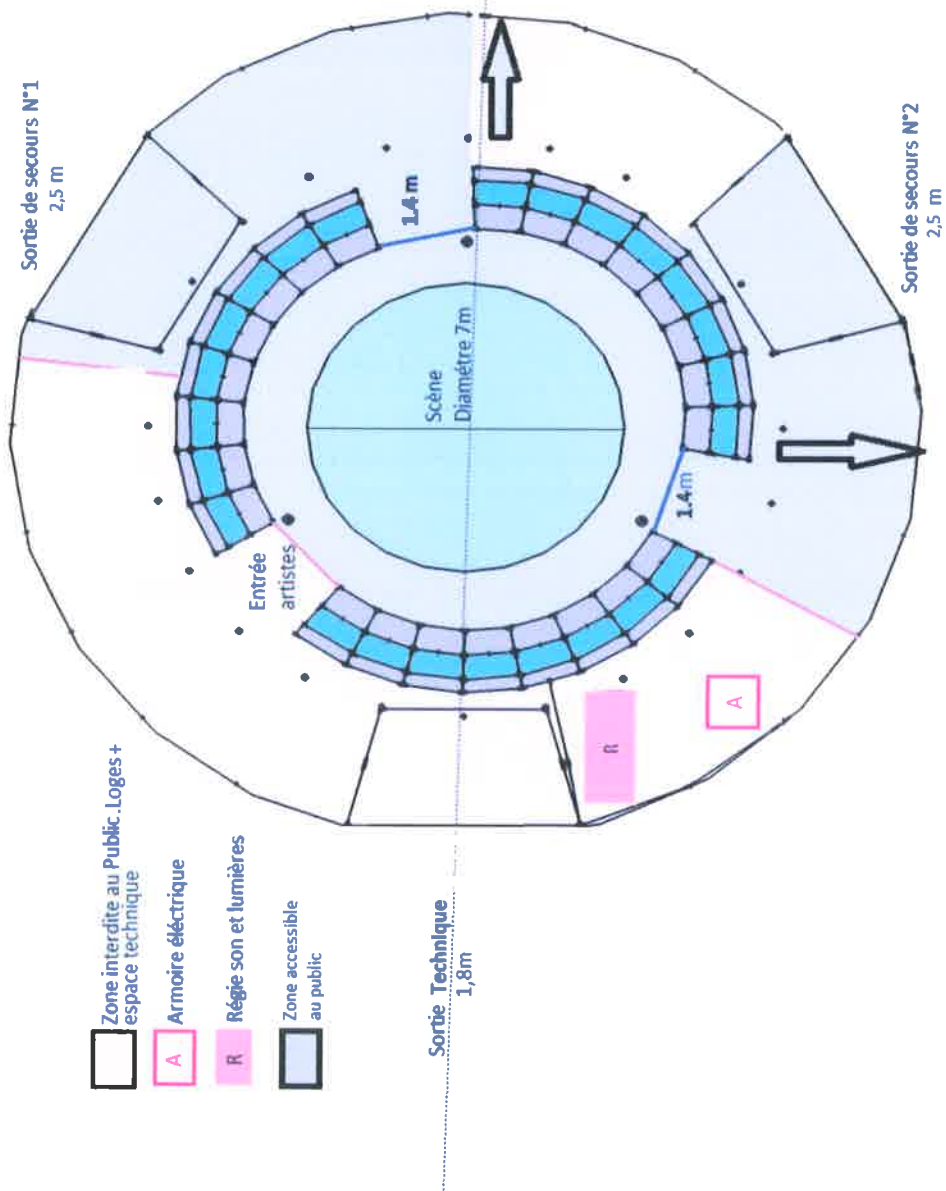 Zone interdite au Public.Loges +
espace technique
A
Armoire éléctrique
R
Régie son et lumières
Zone accessible
au public
Sortie Technique
1,8m
Entrée
artistes
Scène
Diamétre 7m
1.4 m
1.4m
R
A
Sortie de secours N°1
2,5 m
Sortie de secours N°2
2,5 m